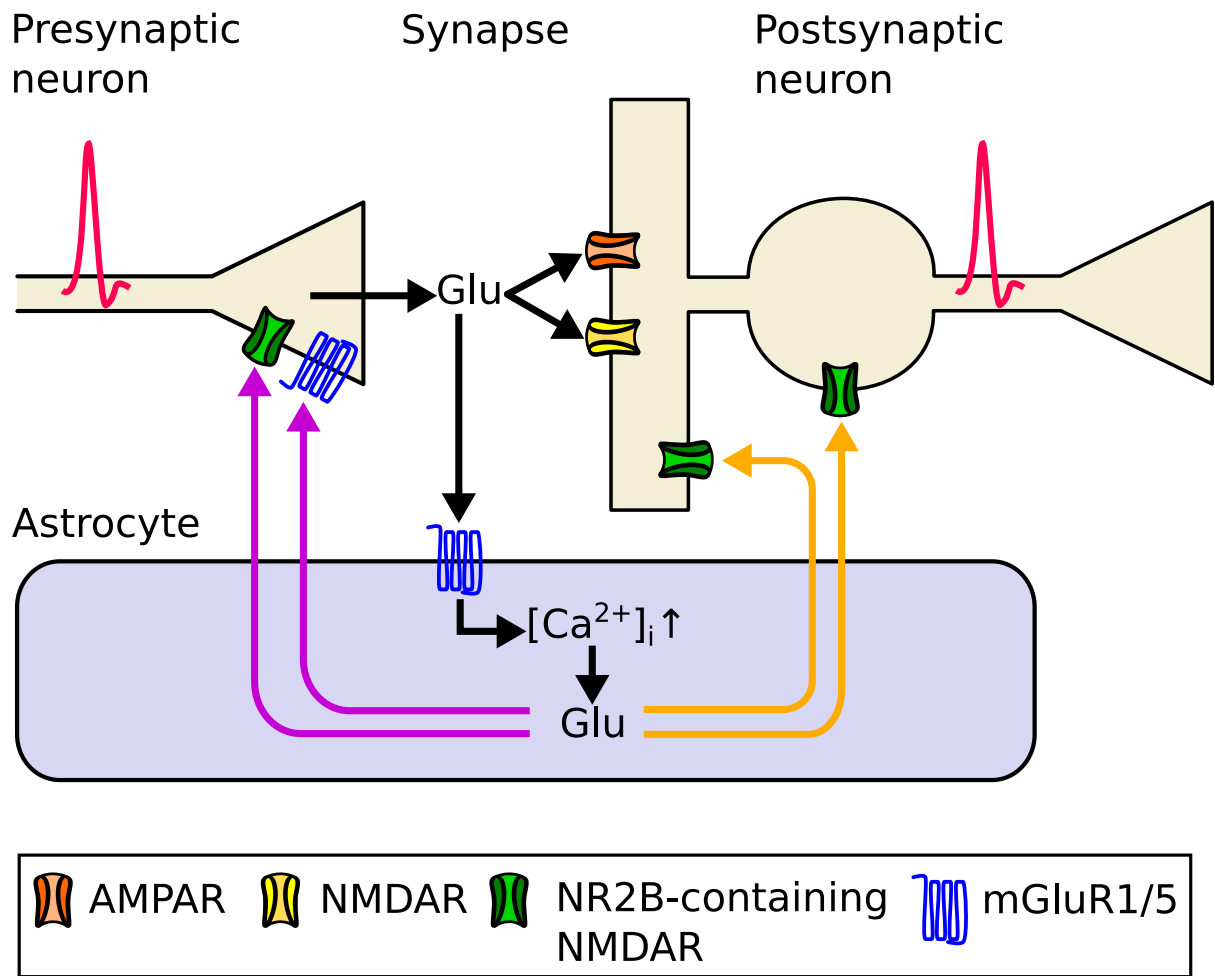 Presynaptic
neuron
Synapse
Postsynaptic
neuron
Glu
Astrocyte
[Ca²⁺]ᵢ↑
Glu
AMPAR
NMDAR
NR2B-containing
NMDAR
mGluR1/5